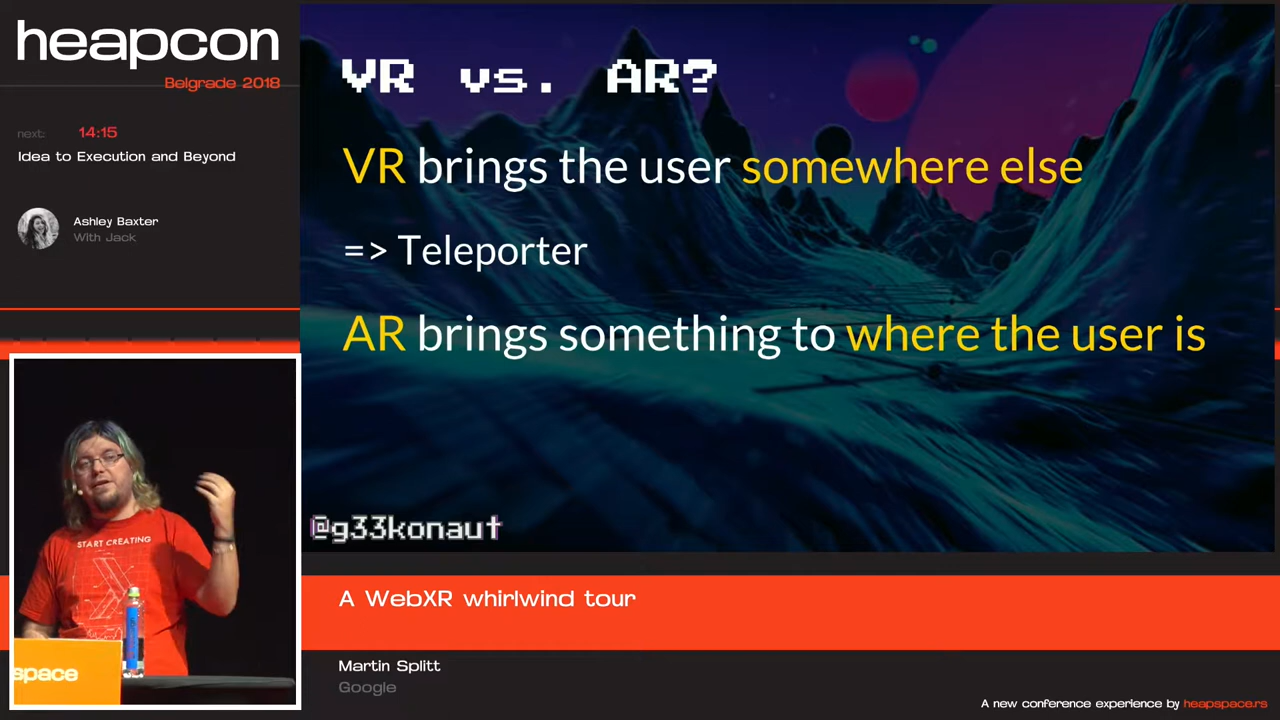 heapcon
Belgrade 2018
next: 14:15
Idea to Execution and Beyond
Ashley Baxter
With Jack
VR vs. AR?
VR brings the user somewhere else
=> Teleporter
AR brings something to where the user is
@g33konaut
START CREATING
space
A WebXR whirlwind tour
Martin Splitt
Google
A new conference experience by heapspace.rs